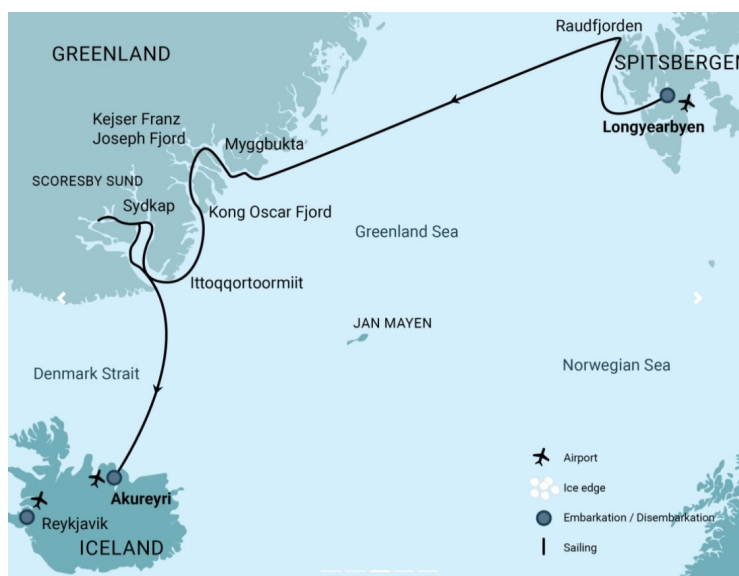 Raudfjorden
GREENLAND
SPITSBERGEN
Kejser Franz
Joseph Fjord
Myggbukta
Longyearbyen
SCORESBY SUND
Sydkap
Kong Oscar Fjord
Greenland Sea
Ittoqqortoormiit
JAN MAYEN
Denmark Strait
Norwegian Sea
Airport
Ice edge
Akureyri
Embarkation / Disembarkation
Reykjavik
ICELAND
Sailing